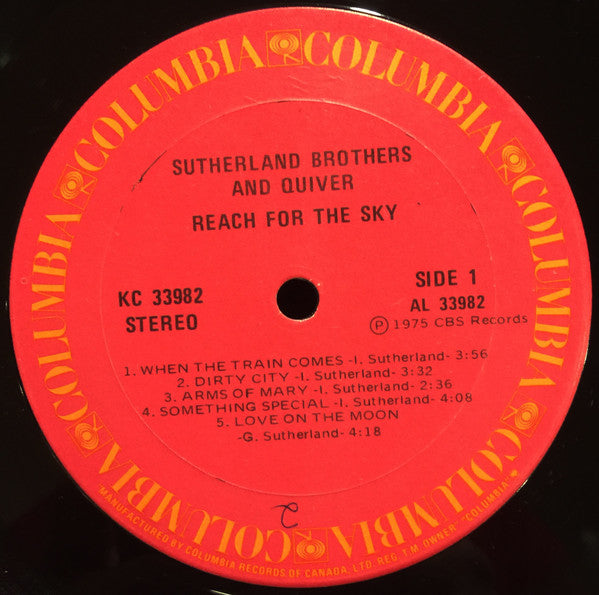 COLUMBIA COLUMBIA COLUMBIA COLUMBIA COLUMBIA COLUMBIA
SUTHERLAND BROTHERS
AND QUIVER
REACH FOR THE SKY
KC 33982
STEREO
SIDE 1
AL 33982
Ⓟ 1975 CBS Records
1. WHEN THE TRAIN COMES -I. Sutherland- 3:56
2. DIRTY CITY -I. Sutherland- 3:32
3. ARMS OF MARY -I. Sutherland- 2:36
4. SOMETHING SPECIAL -I. Sutherland- 4:08
5. LOVE ON THE MOON
-G. Sutherland- 4:18
"MANUFACTURED BY COLUMBIA RECORDS OF CANADA, LTD. REG. T.M. OWNER "COLUMBIA"